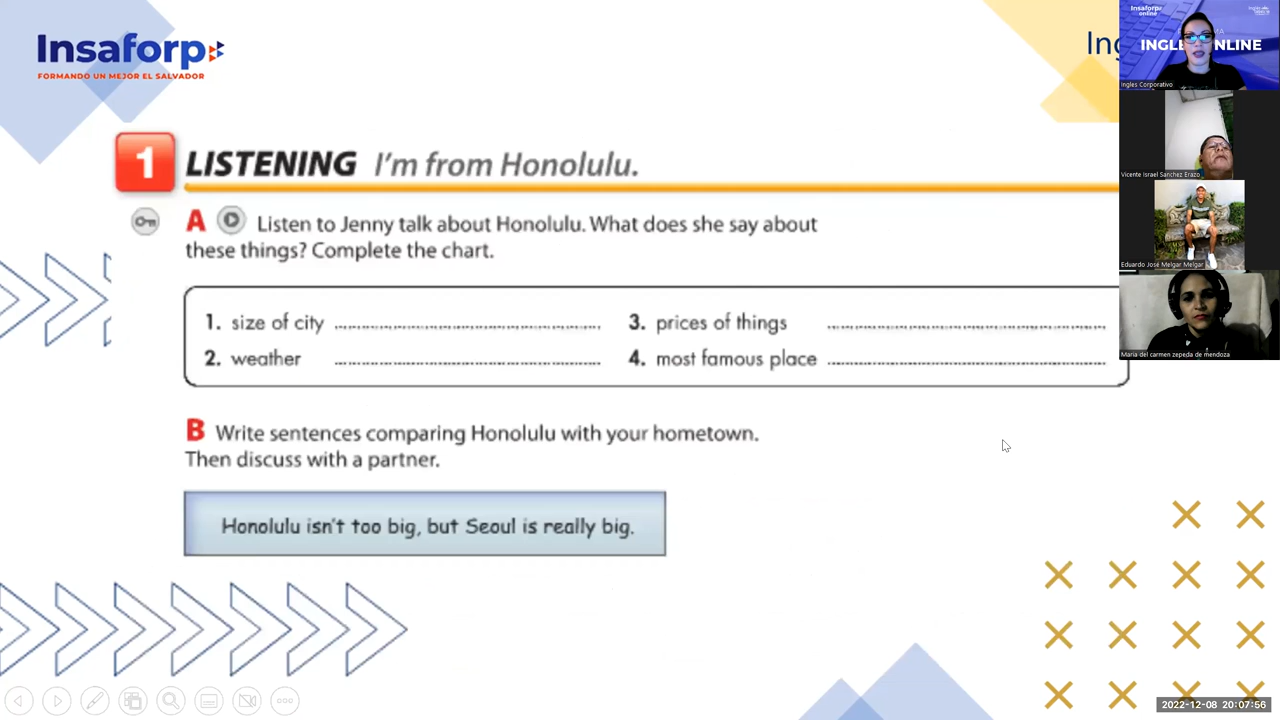 Insaforp
FORMANDO UN MEJOR EL SALVADOR
1
LISTENING I'm from Honolulu.
A Listen to Jenny talk about Honolulu. What does she say about
these things? Complete the chart.
1. size of city
3. prices of things
2. weather
4. most famous place
B Write sentences comparing Honolulu with your hometown.
Then discuss with a partner.
Honolulu isn't too big, but Seoul is really big.
Insaforp
online
Ingles Corporativo
Vicente Israel Sanchez Erazo
Eduardo José Melgar Melgar
Maria del carmen zepeda de mendoza
2022-12-08 20:07:56